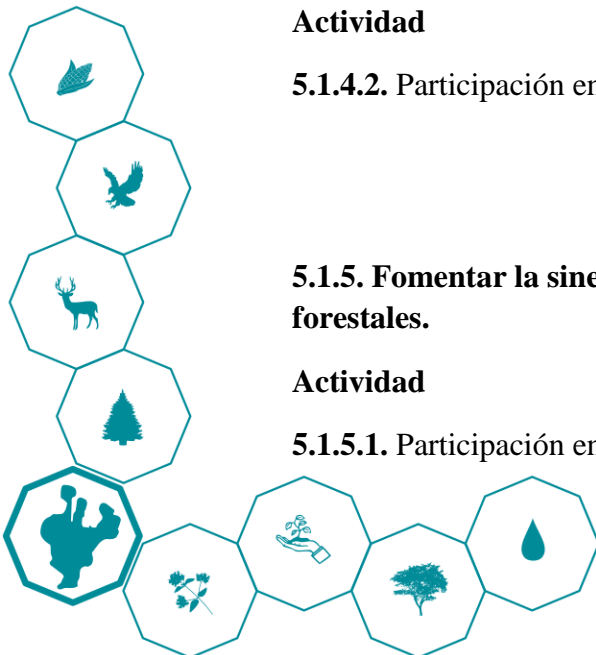 Actividad
5.1.4.2. Participación en
5.1.5. Fomentar la sine
forestales.
Actividad
5.1.5.1. Participación en